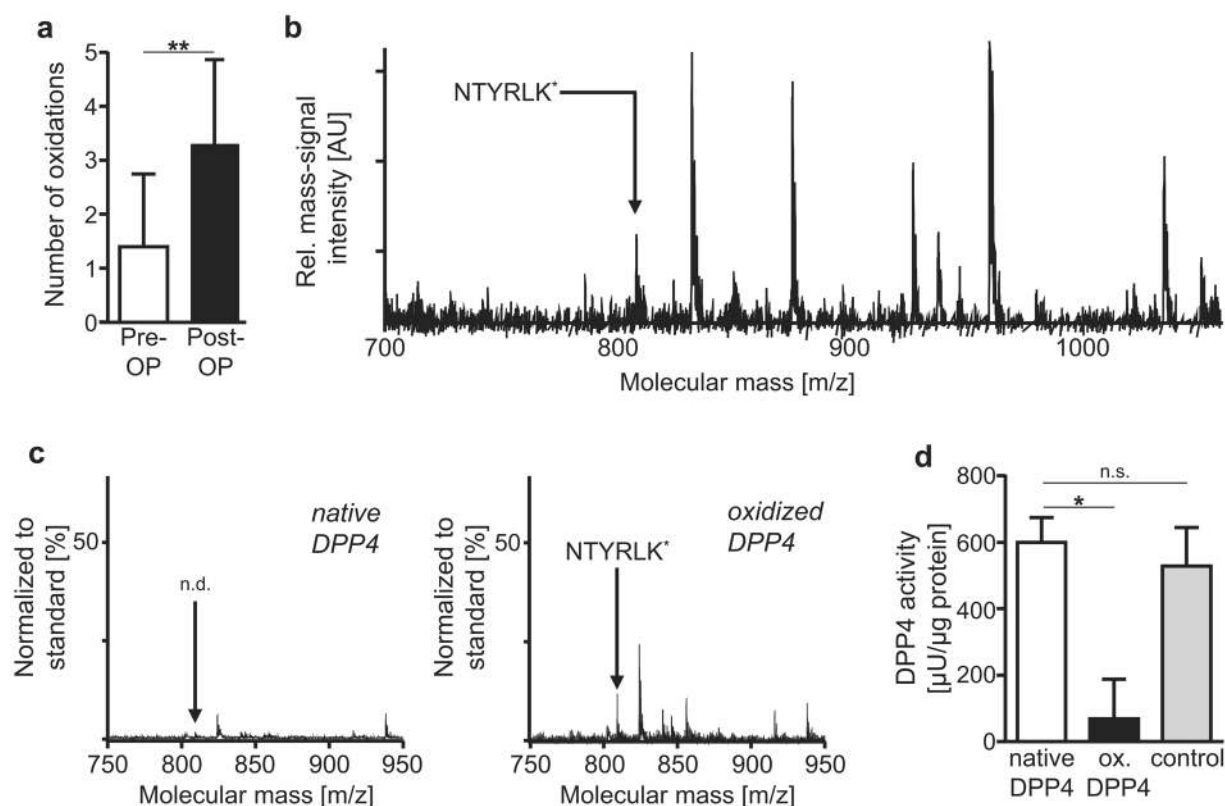 a
**
Number of oxidations
5
4
3
2
1
0
Pre-
OP
Post-
OP
b
NTYRLK*
Rel. mass-signal
intensity [AU]
700
800
900
1000
Molecular mass [m/z]
c
native
DPP4
Normalized to
standard [%]
50
n.d.
750
800
850
900
950
Molecular mass [m/z]
oxidized
DPP4
Normalized to
standard [%]
50
NTYRLK*
750
800
850
900
950
Molecular mass [m/z]
d
n.s.
*
DPP4 activity
[µU/µg protein]
800
600
400
200
0
native
DPP4
ox.
DPP4
control